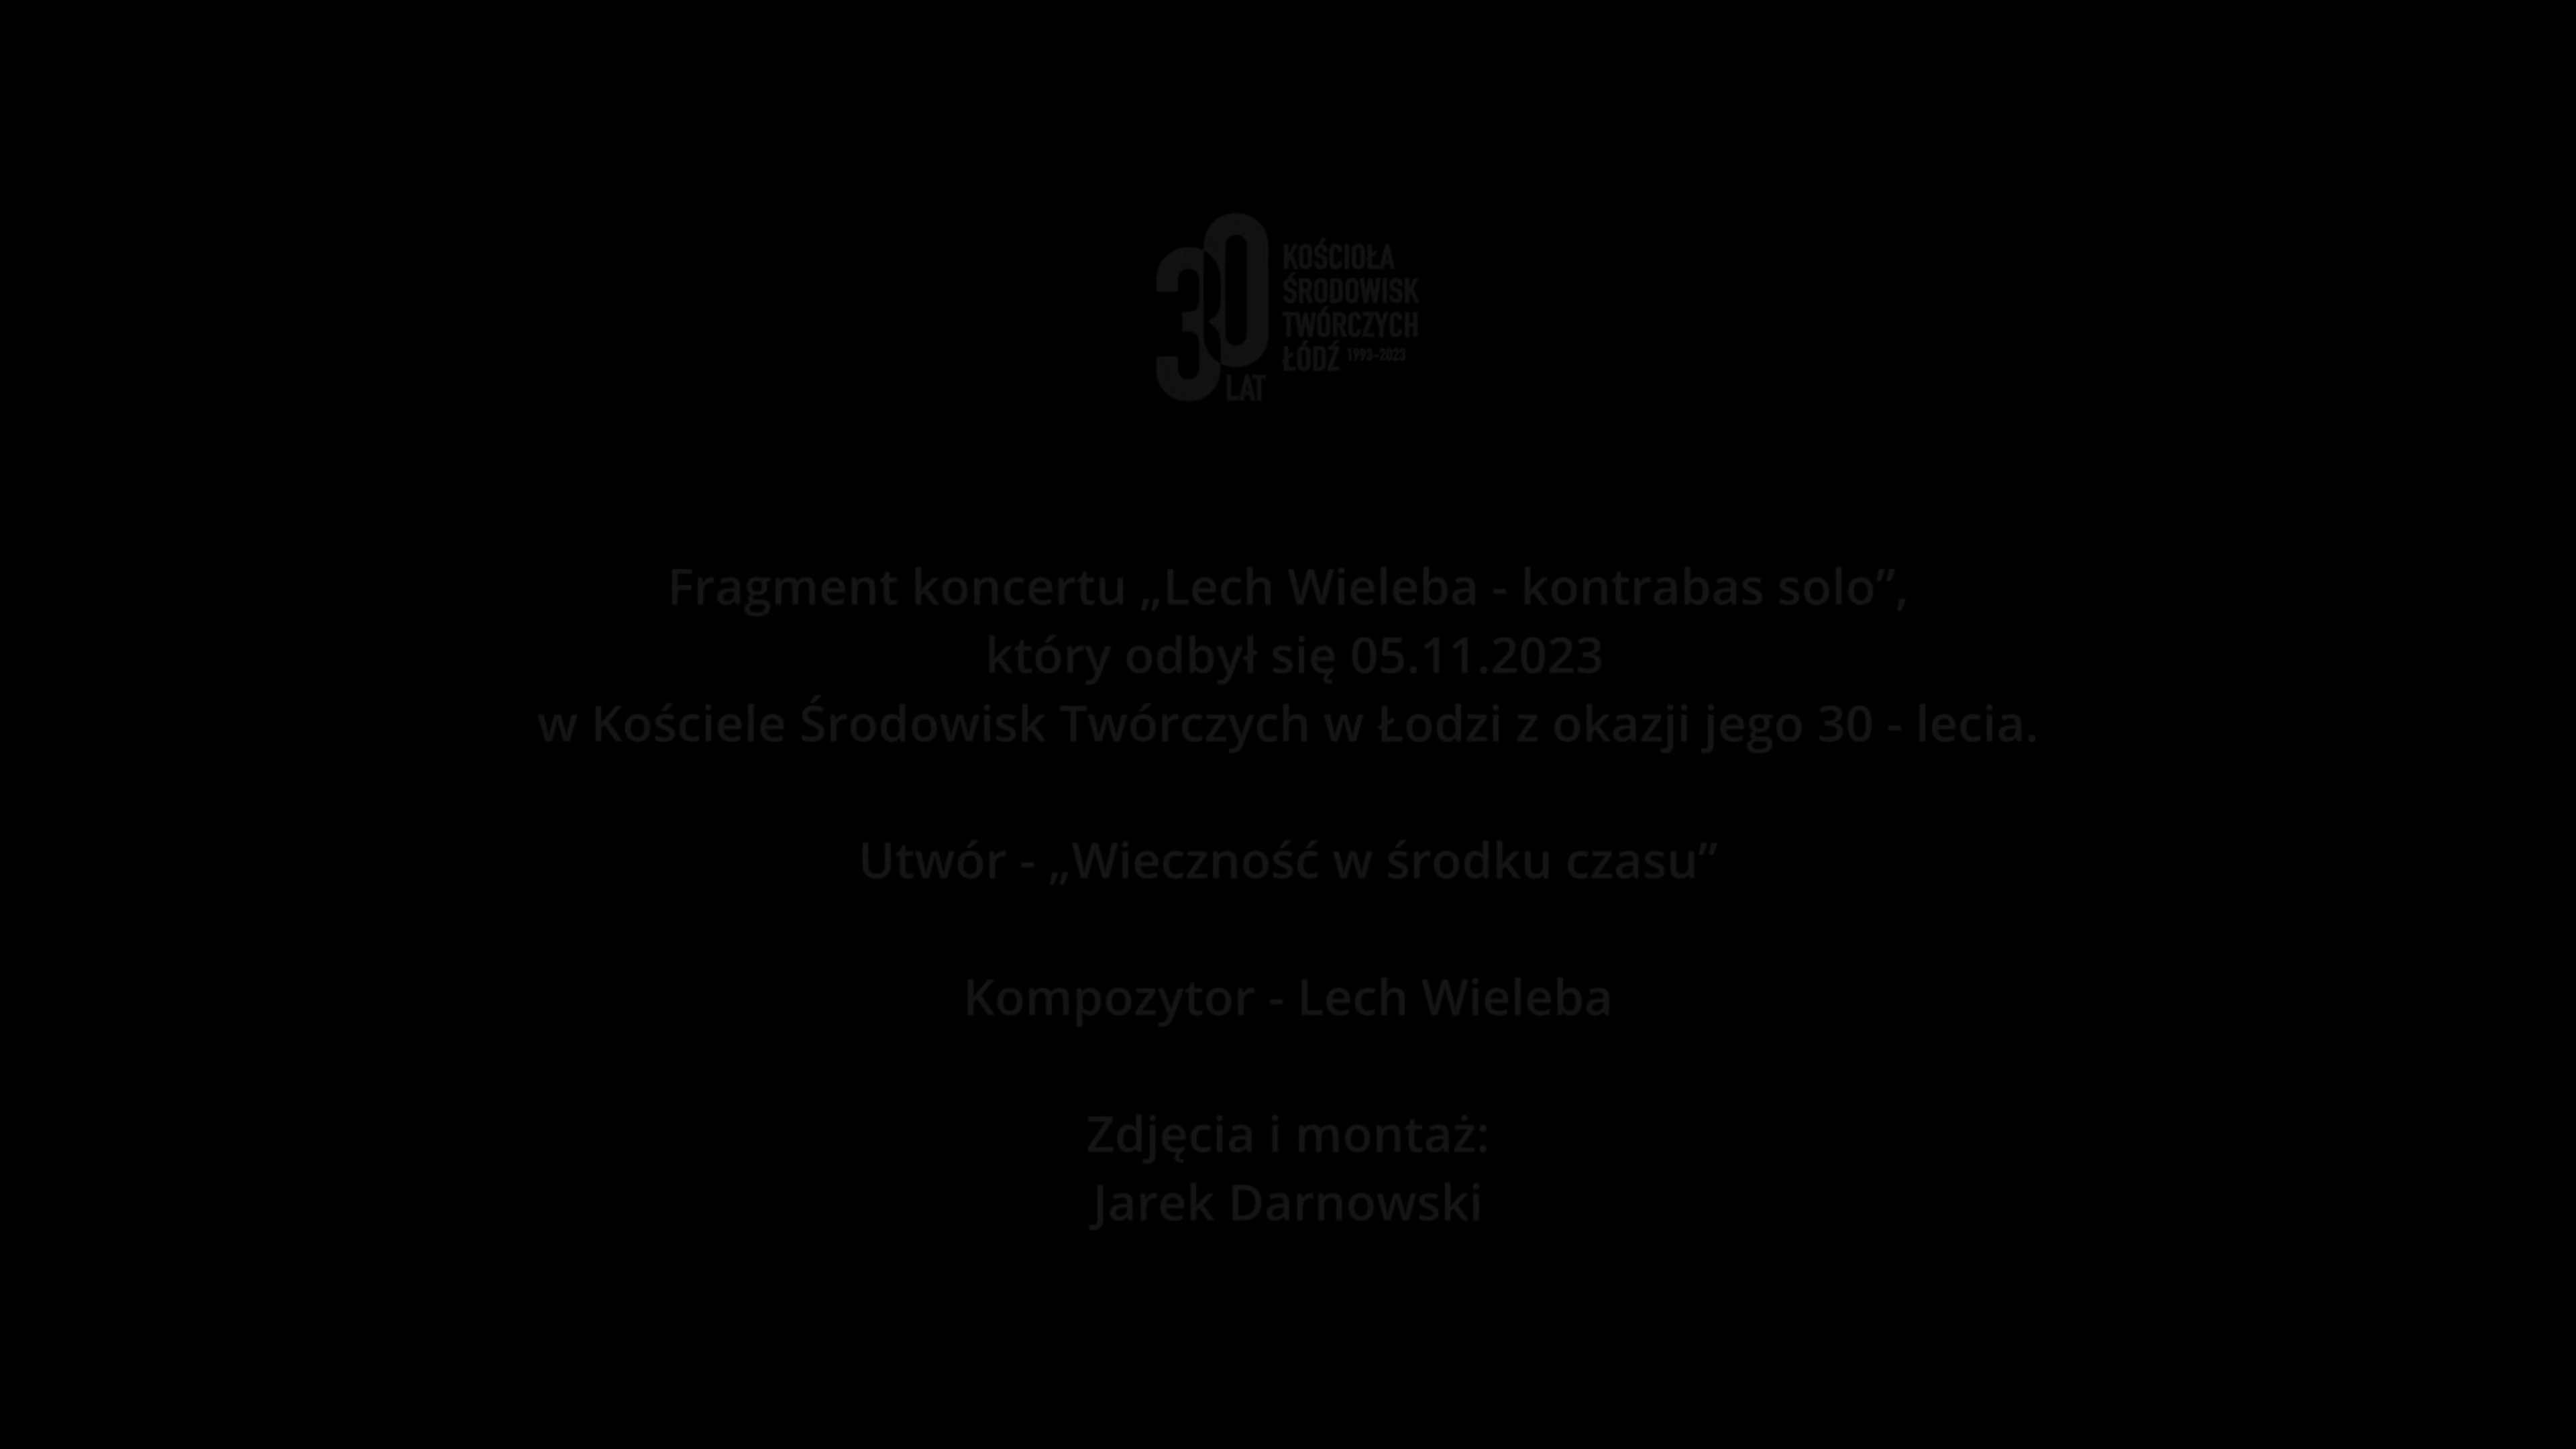 30 LAT
KOŚCIOŁA
ŚRODOWISK
TWÓRCZYCH
ŁÓDŹ 1993-2023
Fragment koncertu „Lech Wieleba - kontrabas solo”,
który odbył się 05.11.2023
w Kościele Środowisk Twórczych w Łodzi z okazji jego 30 - lecia.
Utwór - „Wieczność w środku czasu”
Kompozytor - Lech Wieleba
Zdjęcia i montaż:
Jarek Darnowski